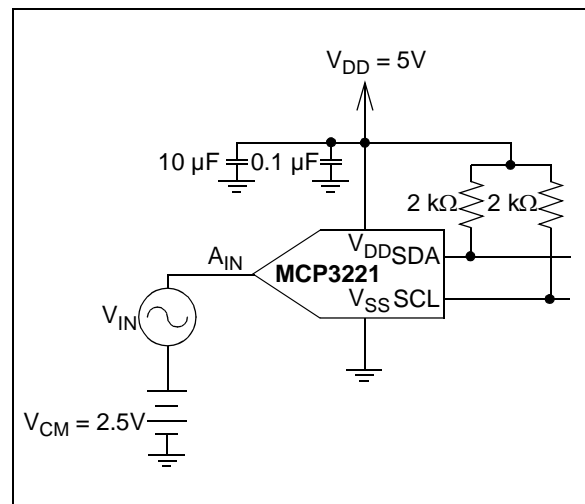 V_DD = 5V
10 µF 0.1 µF
2 kΩ 2 kΩ
V_DD SDA
A_IN
MCP3221
V_SS SCL
V_IN
V_CM = 2.5V